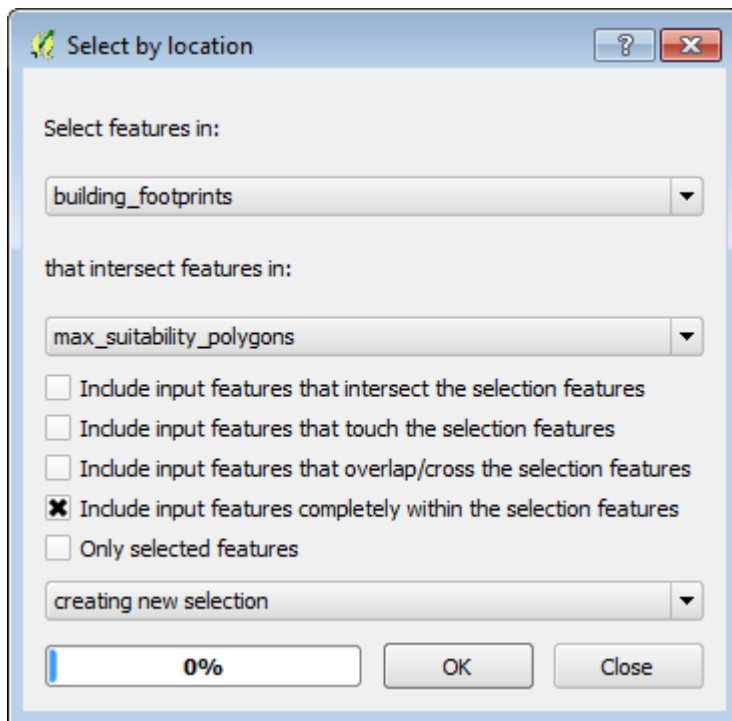 Select by location
Select features in:
building_footprints
that intersect features in:
max_suitability_polygons
Include input features that intersect the selection features
Include input features that touch the selection features
Include input features that overlap/cross the selection features
Include input features completely within the selection features
Only selected features
creating new selection
0% OK Close